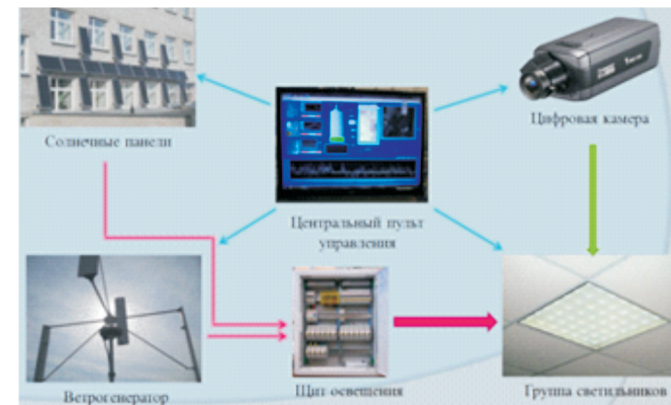 Солнечные панели
Цифровая камера
Центральный пульт
управления
Ветрогенератор
Щит освещения
Группа светильников